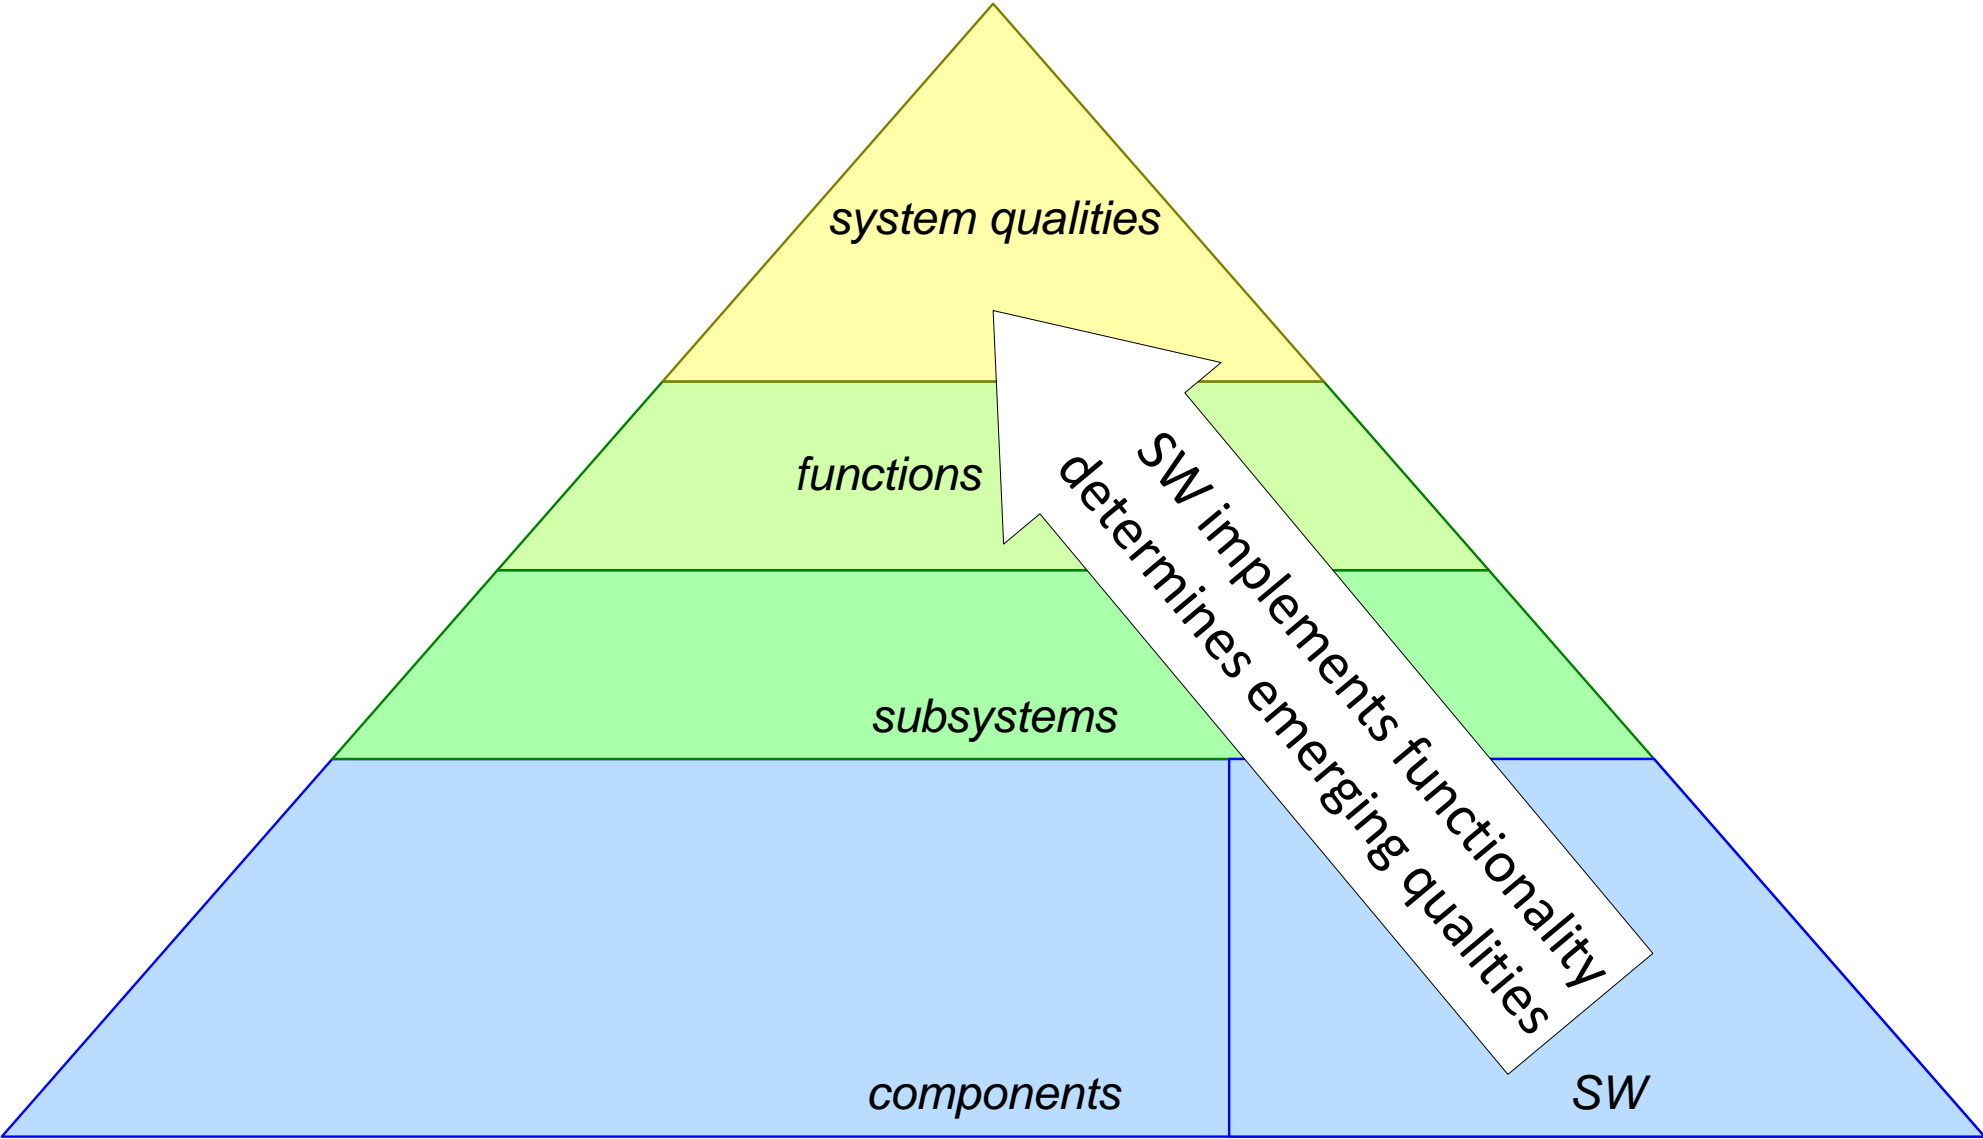 system qualities
functions
SW implements functionality
determines emerging qualities
subsystems
components
SW